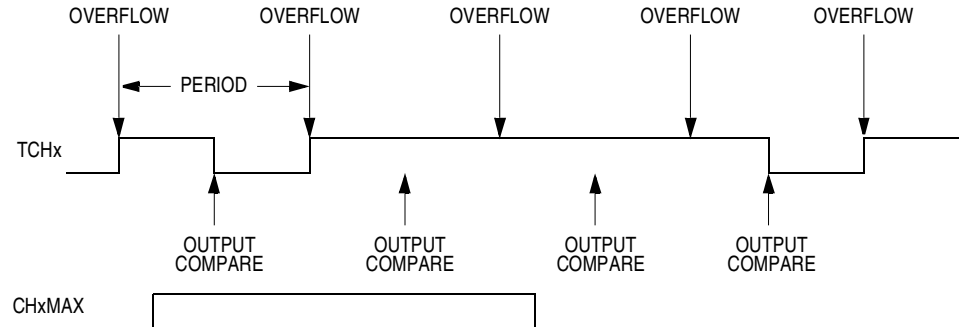 OVERFLOW OVERFLOW OVERFLOW OVERFLOW OVERFLOW
PERIOD
TCHx
OUTPUT COMPARE
OUTPUT COMPARE
OUTPUT COMPARE
OUTPUT COMPARE
CHxMAX